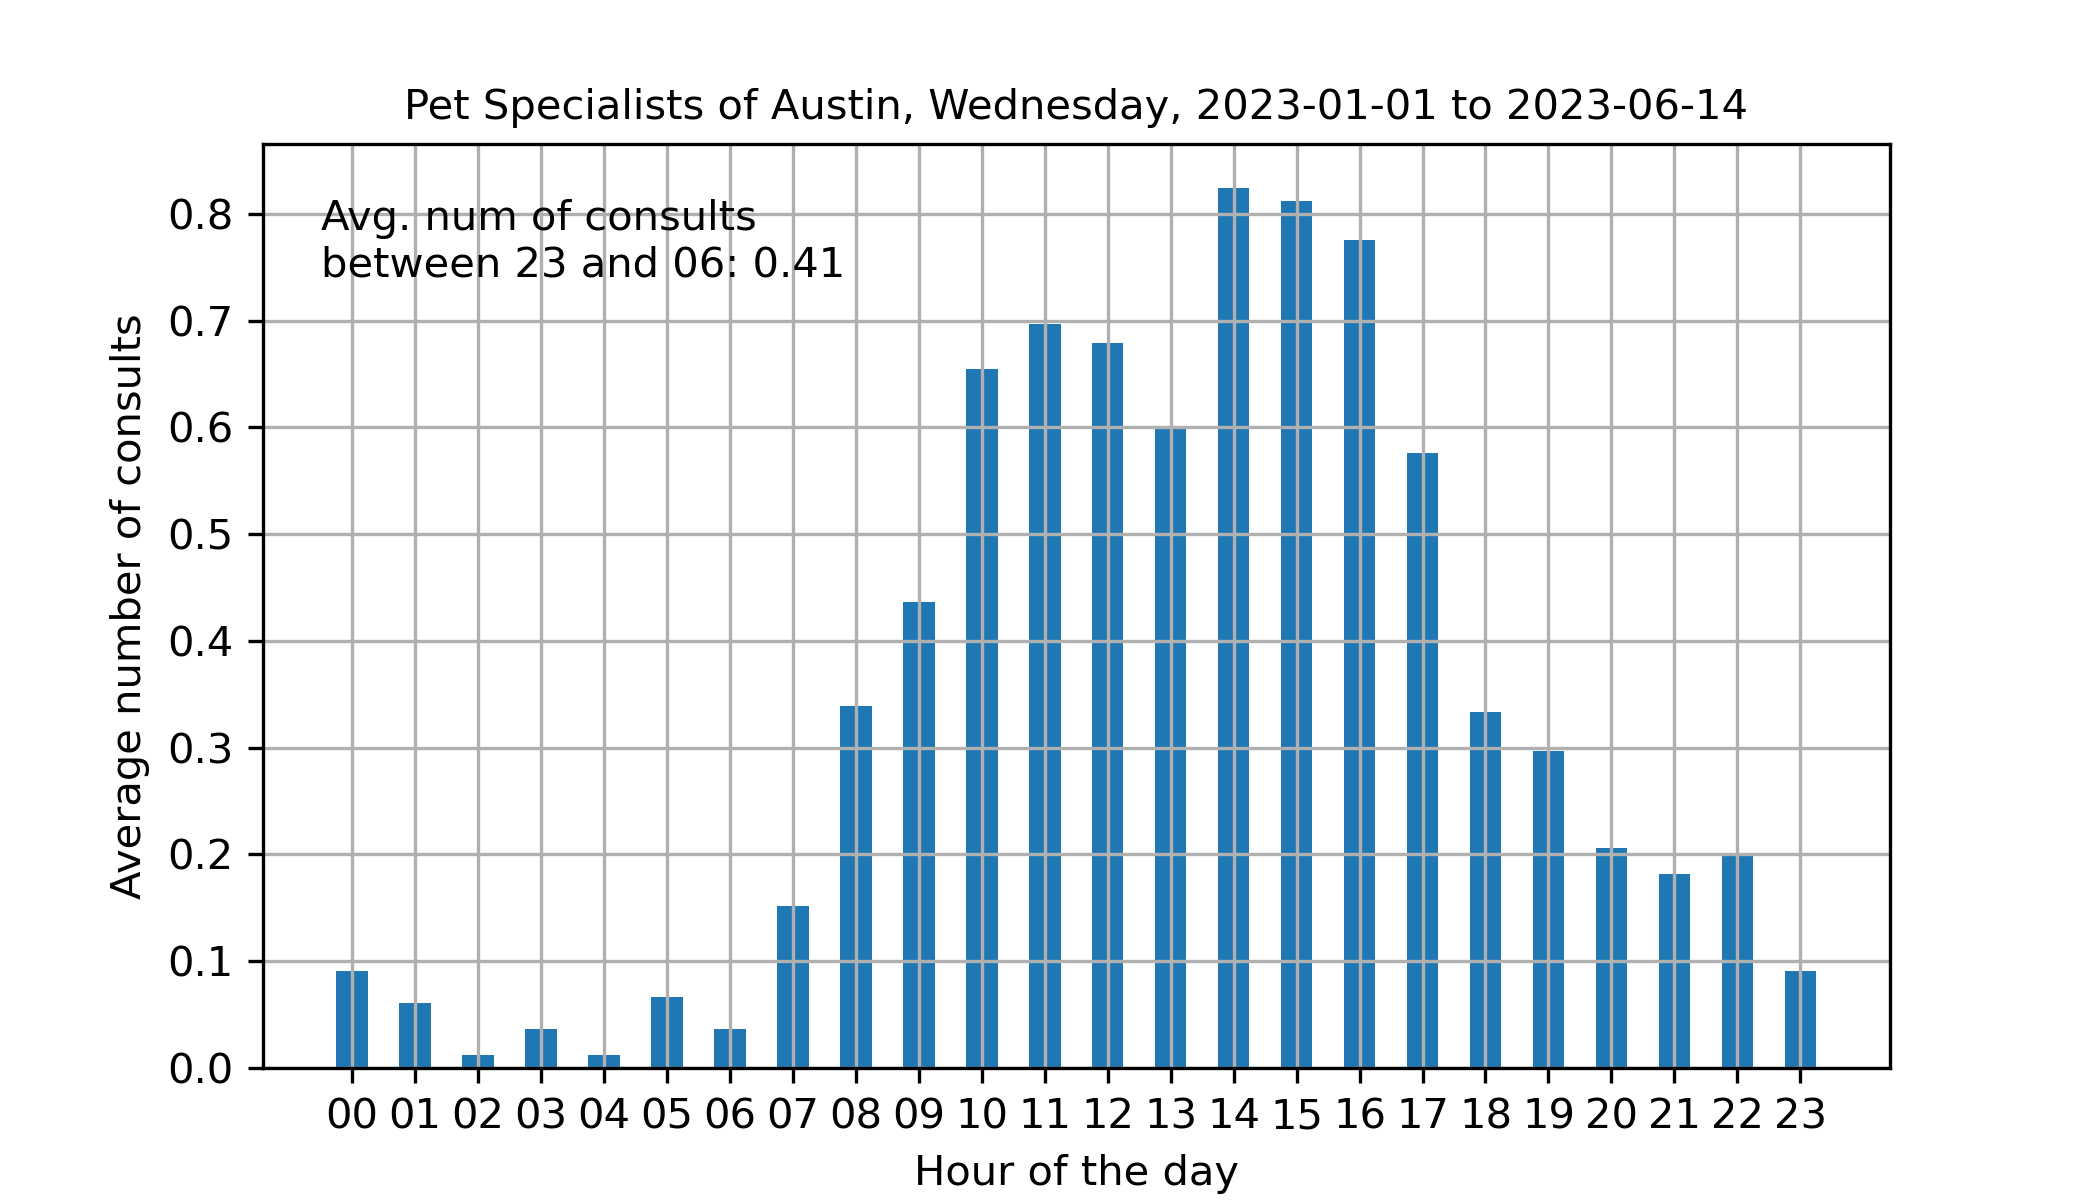 Pet Specialists of Austin, Wednesday, 2023-01-01 to 2023-06-14
Avg. num of consults
between 23 and 06: 0.41
Average number of consults
0.8
0.7
0.6
0.5
0.4
0.3
0.2
0.1
0.0
00 01 02 03 04 05 06 07 08 09 10 11 12 13 14 15 16 17 18 19 20 21 22 23
Hour of the day